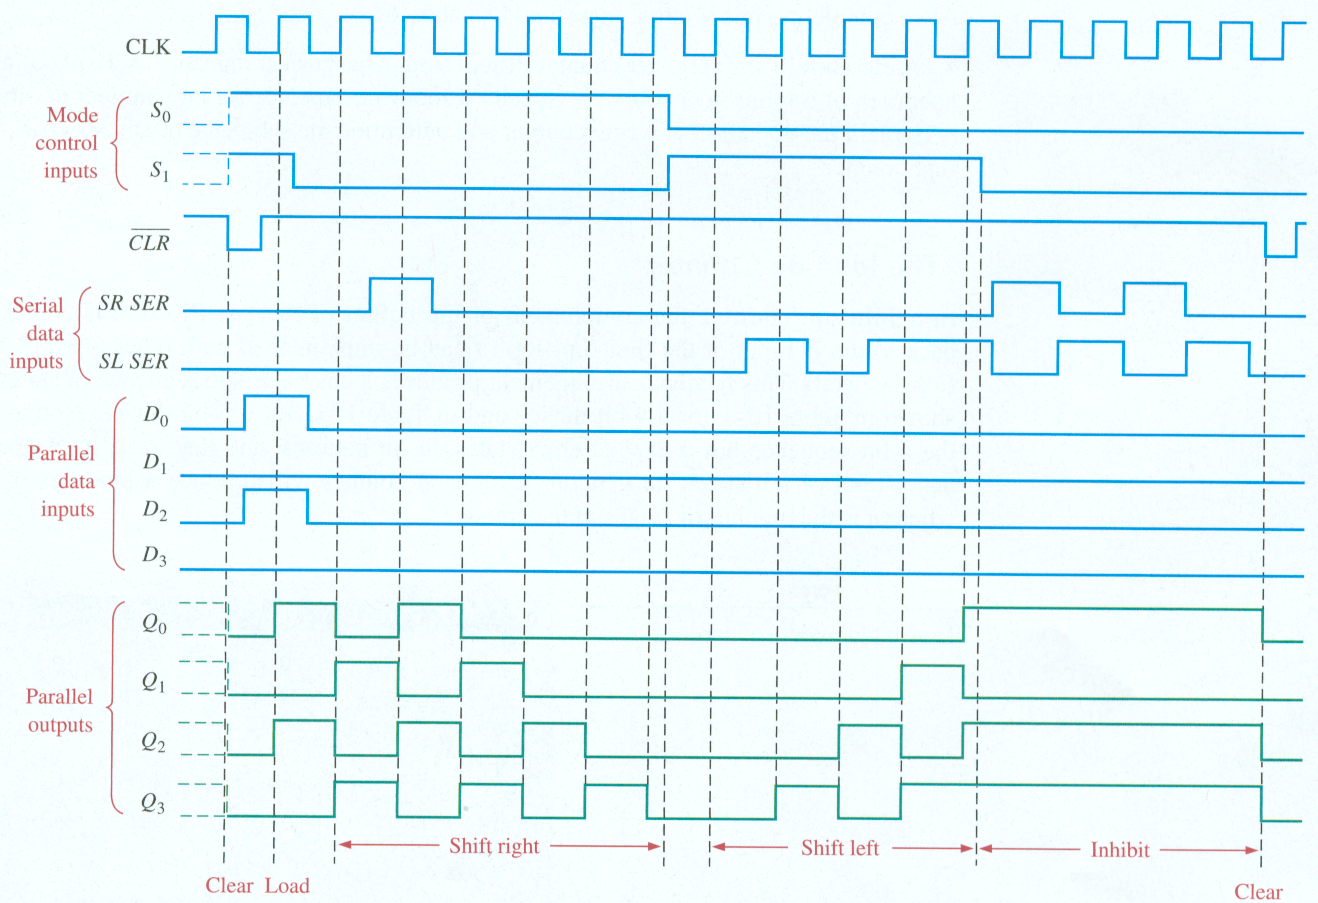 CLK
Mode
control
inputs
S0
S1
CLR
Serial
data
inputs
SR SER
SL SER
Parallel
data
inputs
D0
D1
D2
D3
Parallel
outputs
Q0
Q1
Q2
Q3
Shift right
Shift left
Inhibit
Clear
Load
Clear